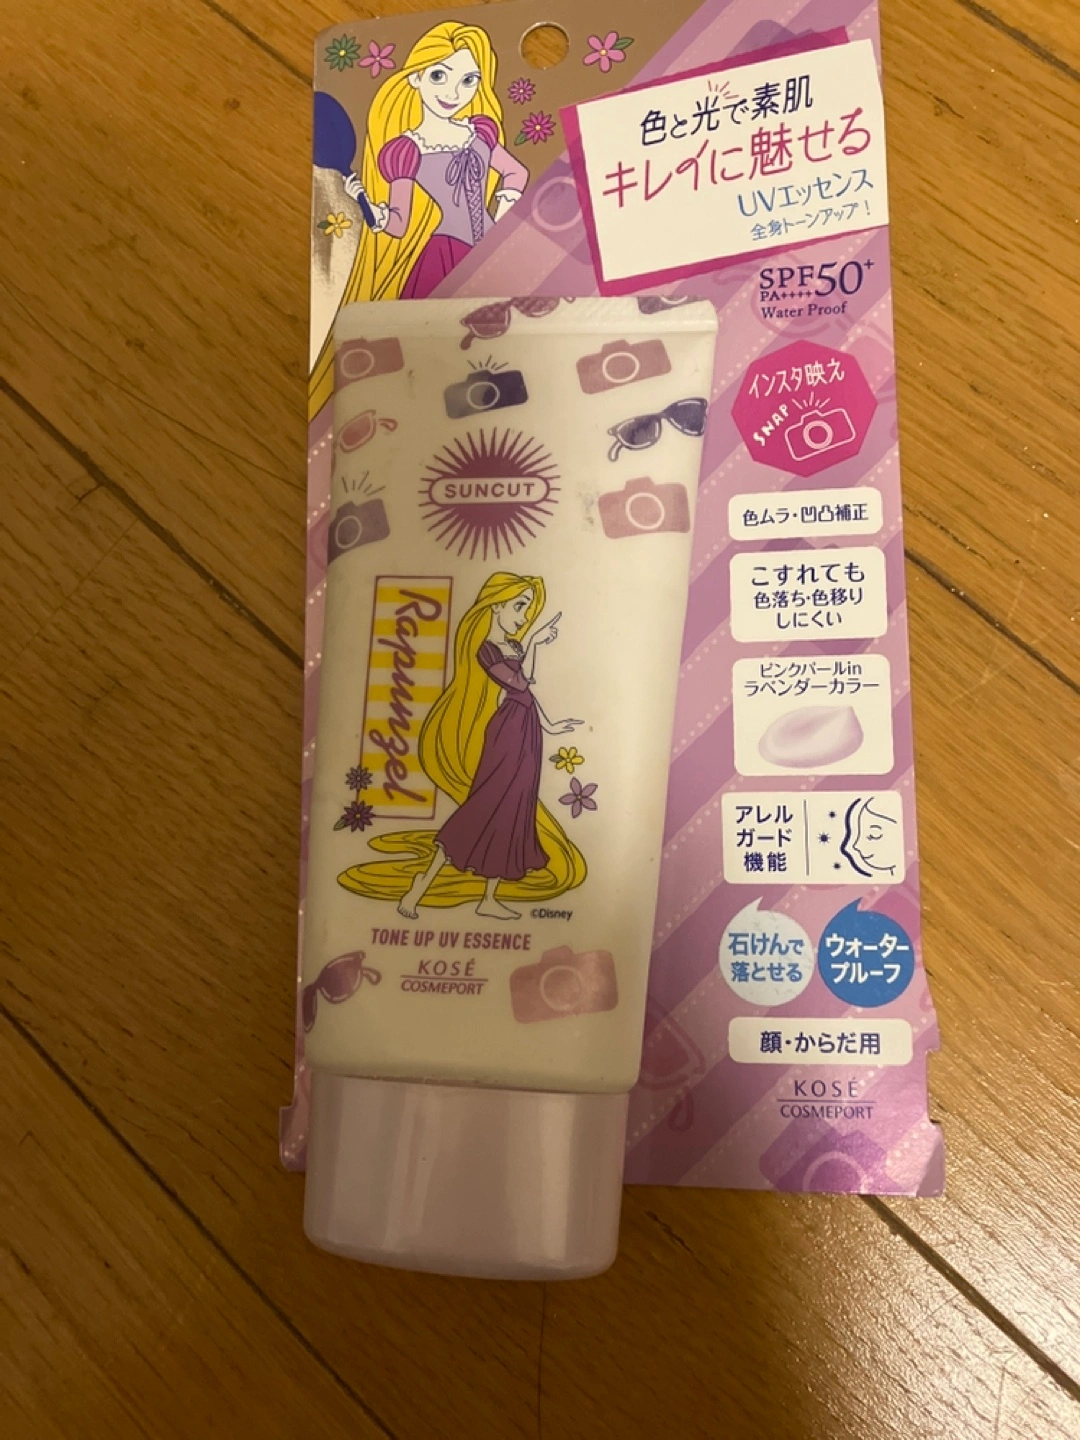 色と光で素肌
キレイに魅せる
UVエッセンス
全身トーンアップ!
SPF50+
PA++++
Water Proof
インスタ映え
SNAP
色ムラ・凹凸補正
こすれても
色落ち・色移り
しにくい
ピンクパールin
ラベンダーカラー
アレル
ガード
機能
石けんで
落とせる
ウォーター
プルーフ
顔・からだ用
KOSÉ
COSMEPORT
SUNCUT
Rapunzel
©Disney
TONE UP UV ESSENCE
KOSÉ
COSMEPORT